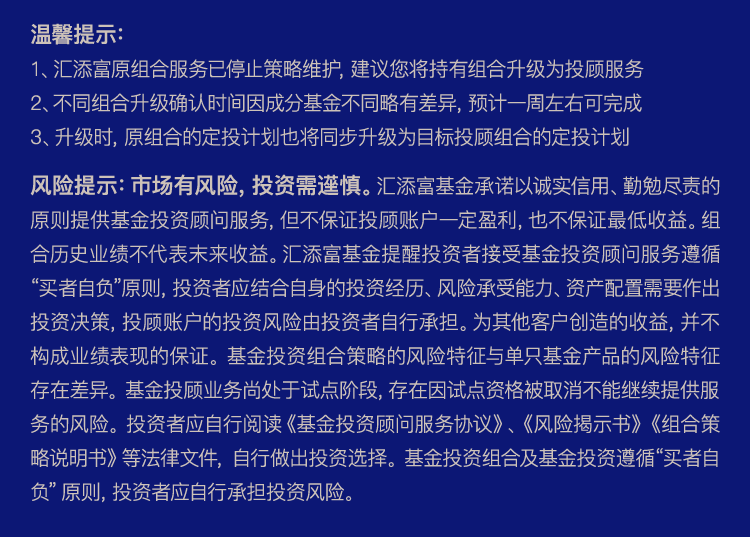 温馨提示:
1、汇添富原组合服务已停止策略维护, 建议您将持有组合升级为投顾服务
2、不同组合升级确认时间因成分基金不同略有差异, 预计一周左右可完成
3、升级时, 原组合的定投计划也将同步升级为目标投顾组合的定投计划
风险提示: 市场有风险, 投资需谨慎。汇添富基金承诺以诚实信用、勤勉尽责的
原则提供基金投资顾问服务, 但不保证投顾账户一定盈利, 也不保证最低收益。组
合历史业绩不代表未来收益。汇添富基金提醒投资者接受基金投资顾问服务遵循
“买者自负”原则, 投资者应结合自身的投资经历、风险承受能力、资产配置需要作出
投资决策, 投顾账户的投资风险由投资者自行承担。为其他客户创造的收益, 并不
构成业绩表现的保证。基金投资组合策略的风险特征与单只基金产品的风险特征
存在差异。基金投顾业务尚处于试点阶段, 存在因试点资格被取消不能继续提供服
务的风险。投资者应自行阅读《基金投资顾问服务协议》、《风险揭示书》《组合策
略说明书》等法律文件, 自行做出投资选择。基金投资组合及基金投资遵循“买者自
负” 原则, 投资者应自行承担投资风险。